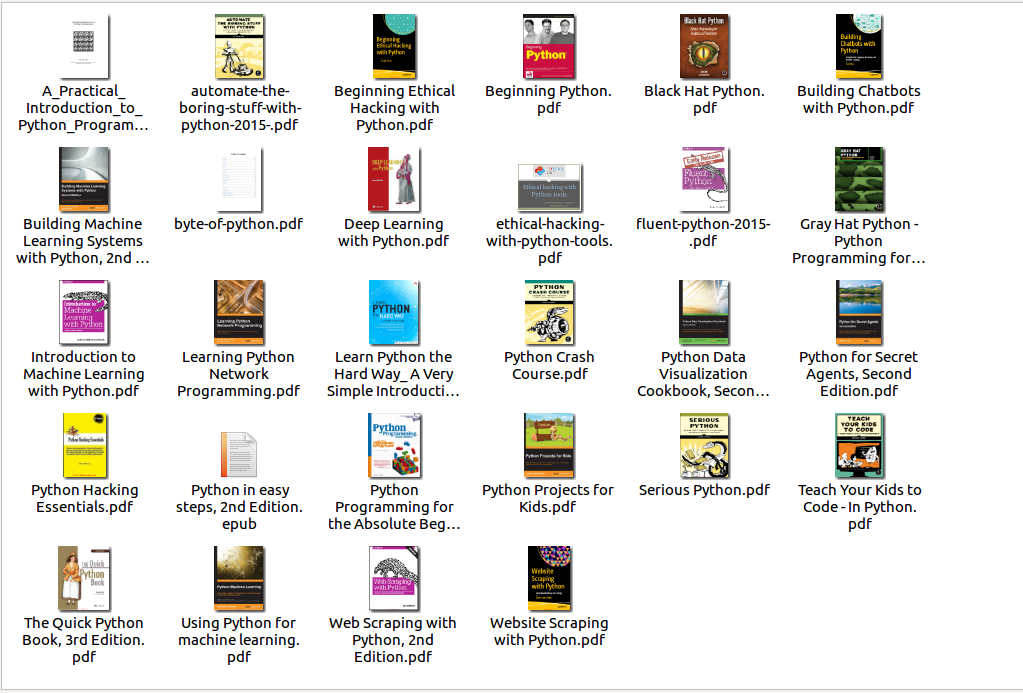 A_Practical_
Introduction_to_
Python_Program...
automate-the-
boring-stuff-with-
python-2015-.pdf
Beginning Ethical
Hacking with
Python.pdf
Beginning Python.
pdf
Black Hat Python.
pdf
Building Chatbots
with Python.pdf
Building Machine
Learning Systems
with Python, 2nd ...
byte-of-python.pdf
Deep Learning
with Python.pdf
ethical-hacking-
with-python-tools.
pdf
fluent-python-2015-
.pdf
Gray Hat Python -
Python
Programming for...
Introduction to
Machine Learning
with Python.pdf
Learning Python
Network
Programming.pdf
Learn Python the
Hard Way_ A Very
Simple Introducti...
Python Crash
Course.pdf
Python Data
Visualization
Cookbook, Secon...
Python for Secret
Agents, Second
Edition.pdf
Python Hacking
Essentials.pdf
Python in easy
steps, 2nd Edition.
epub
Python
Programming for
the Absolute Beg...
Python Projects for
Kids.pdf
Serious Python.pdf
Teach Your Kids to
Code - In Python.
pdf
The Quick Python
Book, 3rd Edition.
pdf
Using Python for
machine learning.
pdf
Web Scraping with
Python, 2nd
Edition.pdf
Website Scraping
with Python.pdf